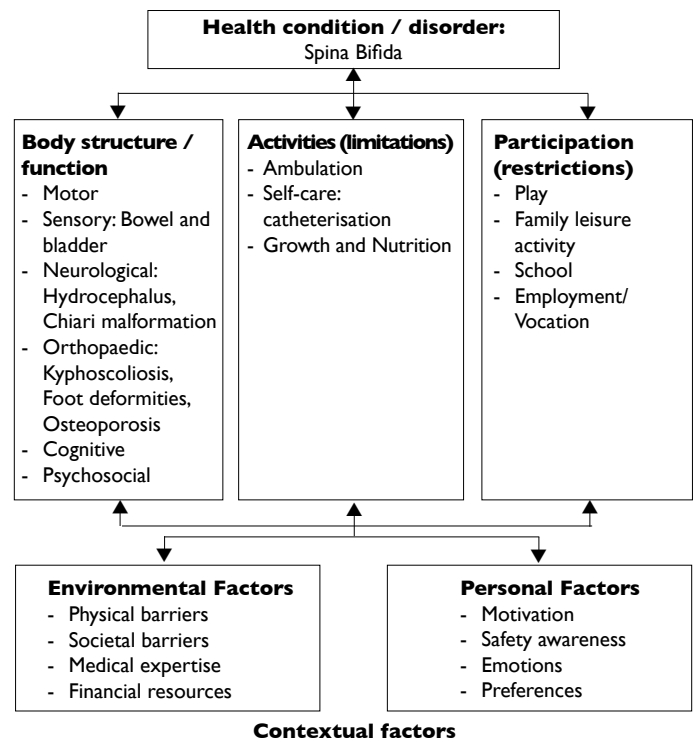 Health condition / disorder:
Spina Bifida
Body structure /
function
- Motor
- Sensory: Bowel and
bladder
- Neurological:
Hydrocephalus,
Chiari malformation
- Orthopaedic:
Kyphoscoliosis,
Foot deformities,
Osteoporosis
- Cognitive
- Psychosocial
Activities (limitations)
- Ambulation
- Self-care:
catheterisation
- Growth and Nutrition
Participation
(restrictions)
- Play
- Family leisure
activity
- School
- Employment/
Vocation
Environmental Factors
- Physical barriers
- Societal barriers
- Medical expertise
- Financial resources
Personal Factors
- Motivation
- Safety awareness
- Emotions
- Preferences
Contextual factors